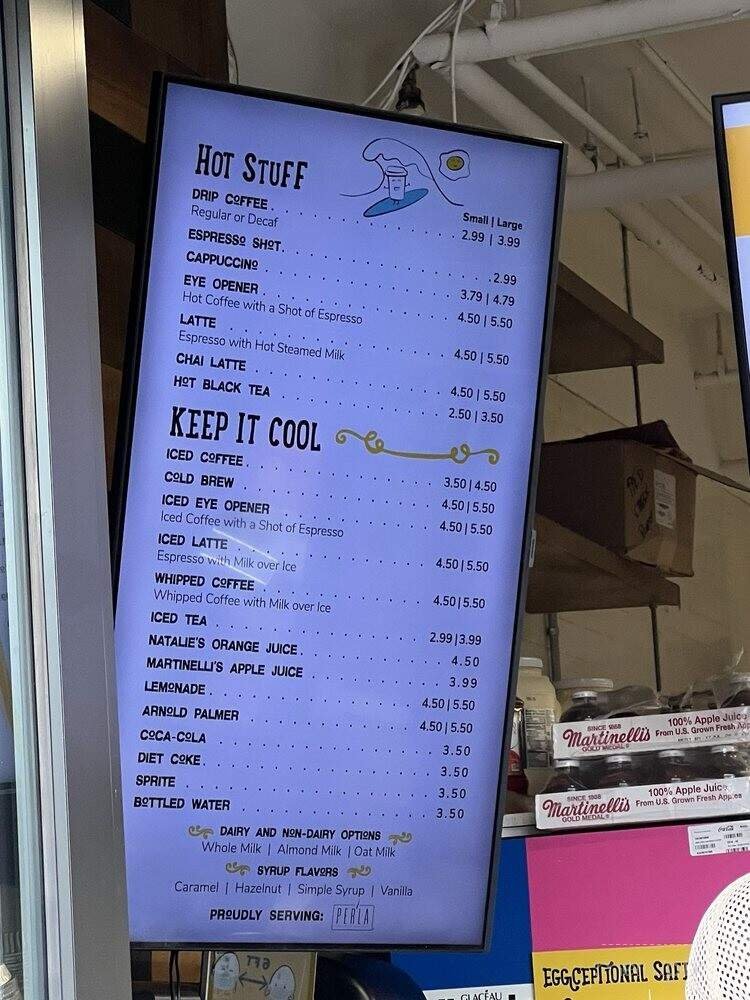 HOT STUFF
Small | Large
DRIP COFFEE 2.99 | 3.99
Regular or Decaf
ESPRESSO SHOT 2.99
CAPPUCCINO 3.79 | 4.79
EYE OPENER 4.50 | 5.50
Hot Coffee with a Shot of Espresso
LATTE 4.50 | 5.50
Espresso with Hot Steamed Milk
CHAI LATTE 4.50 | 5.50
HOT BLACK TEA 2.50 | 3.50
KEEP IT COOL
ICED COFFEE 3.50 | 4.50
COLD BREW 4.50 | 5.50
ICED EYE OPENER 4.50 | 5.50
Iced Coffee with a Shot of Espresso
ICED LATTE 4.50 | 5.50
Espresso with Milk over Ice
WHIPPED COFFEE 4.50 | 5.50
Whipped Coffee with Milk over Ice
ICED TEA 2.99 | 3.99
NATALIE'S ORANGE JUICE 4.50
MARTINELLI'S APPLE JUICE 3.99
LEMONADE 4.50 | 5.50
ARNOLD PALMER 4.50 | 5.50
COCA-COLA 3.50
DIET COKE 3.50
SPRITE 3.50
BOTTLED WATER 3.50
DAIRY AND NON-DAIRY OPTIONS
Whole Milk | Almond Milk | Oat Milk
SYRUP FLAVORS
Caramel | Hazelnut | Simple Syrup | Vanilla
PROUDLY SERVING: PERLA
6FT
SINCE 1868
Martinelli's
GOLD MEDAL
100% Apple Juice
From U.S. Grown Fresh
SINCE 1868
Martinelli's
GOLD MEDAL
100% Apple Juice
From U.S. Grown Fresh Apples
EGGCEPTIONAL
GLACÉAU